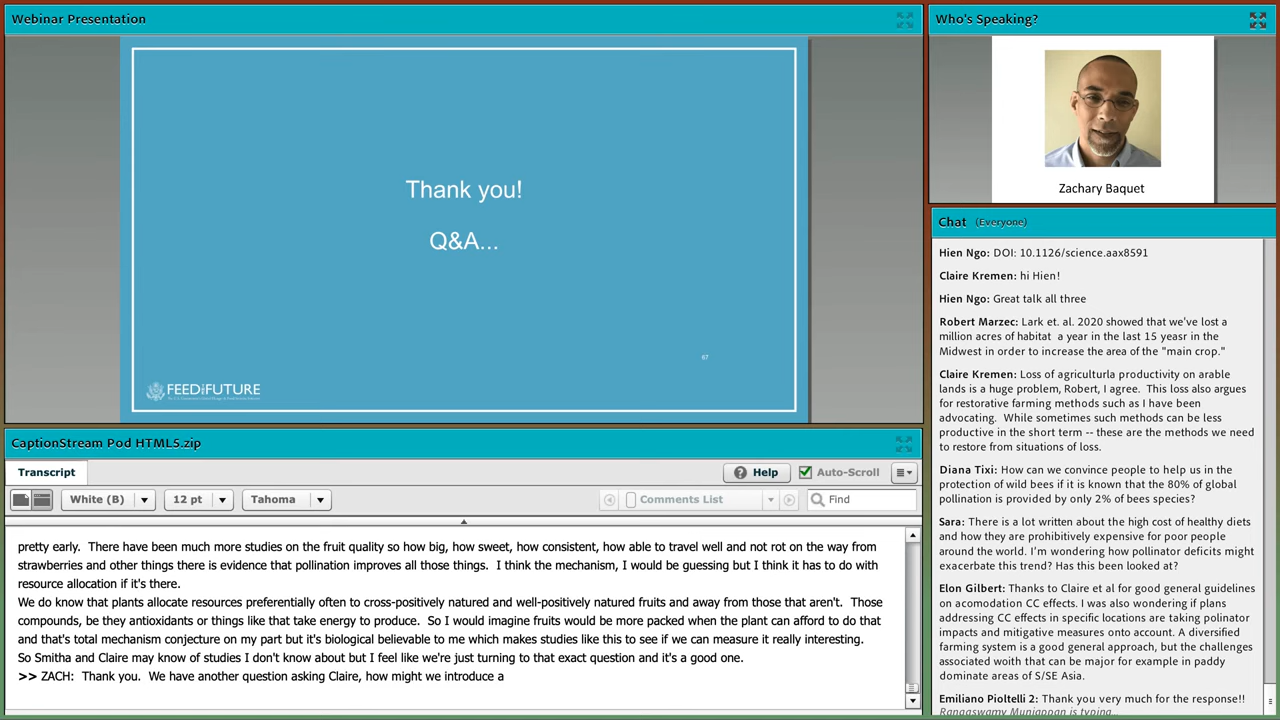 Webinar Presentation
Thank you!
Q&A...
67
FEED THE FUTURE
Who's Speaking?
Zachary Baquet
Chat (Everyone)
Hien Ngo: DOI: 10.1126/science.aax8591
Claire Kremen: hi Hien!
Hien Ngo: Great talk all three
Robert Marzec: Lark et. al. 2020 showed that we've lost a
million acres of habitat a year in the last 15 yeasr in the
Midwest in order to increase the area of the "main crop."
Claire Kremen: Loss of agriculturla productivity on arable
lands is a huge problem, Robert, I agree. This loss also argues
for restorative farming methods such as I have been
advocating. While sometimes such methods can be less
productive in the short term -- these are the methods we need
to restore from situations of loss.
Diana Tixi: How can we convince people to help us in the
protection of wild bees if it is known that the 80% of global
pollination is provided by only 2% of bees species?
Sara: There is a lot written about the high cost of healthy diets
and how they are prohibitively expensive for poor people
around the world. I'm wondering how pollinator deficits might
exacerbate this trend? Has this been looked at?
Elon Gilbert: Thanks to Claire et al for good general guidelines
on acomodation CC effects. I was also wondering if plans
addressing CC effects in specific locations are taking polinator
impacts and mitigative measures onto account. A diversified
farming system is a good general approach, but the challenges
associated woith that can be major for example in paddy
dominate areas of S/SE Asia.
Emiliano Pioltelli 2: Thank you very much for the response!!
Rangaswamy Muniappan is typing...
CaptionStream Pod HTML5.zip
Transcript
Help
Auto-Scroll
White (B)
12 pt
Tahoma
Comments List
Find
pretty early. There have been much more studies on the fruit quality so how big, how sweet, how consistent, how able to travel well and not rot on the way from
strawberries and other things there is evidence that pollination improves all those things. I think the mechanism, I would be guessing but I think it has to do with
resource allocation if it's there.
We do know that plants allocate resources preferentially often to cross-positively natured and well-positively natured fruits and away from those that aren't. Those
compounds, be they antioxidants or things like that take energy to produce. So I would imagine fruits would be more packed when the plant can afford to do that
and that's total mechanism conjecture on my part but it's biological believable to me which makes studies like this to see if we can measure it really interesting.
So Smitha and Claire may know of studies I don't know about but I feel like we're just turning to that exact question and it's a good one.
>> ZACH: Thank you. We have another question asking Claire, how might we introduce a